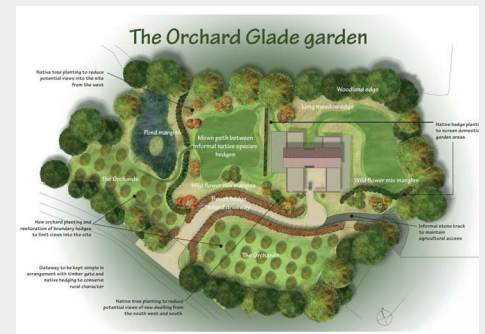 The Orchard Glade garden
Native tree planting to reduce
potential views into the site
from the west
Woodland edge
Long meadow edge
Native hedge planti
to screen domestic
garden areas
Pond margins
Mown path between
informal native species
hedges
The Orchards
Wild flower mix margins
Wild flower mix margins
New orchard planting and
restoration of boundary hedges
to limit views into the site
Informal stone track
to maintain
agricultural access
The Orchards
Gateway to be kept simple in
arrangement with timber gate and
native hedging to conserve
rural character
Native tree planting to reduce
potential views of new dwelling from
the south west and south